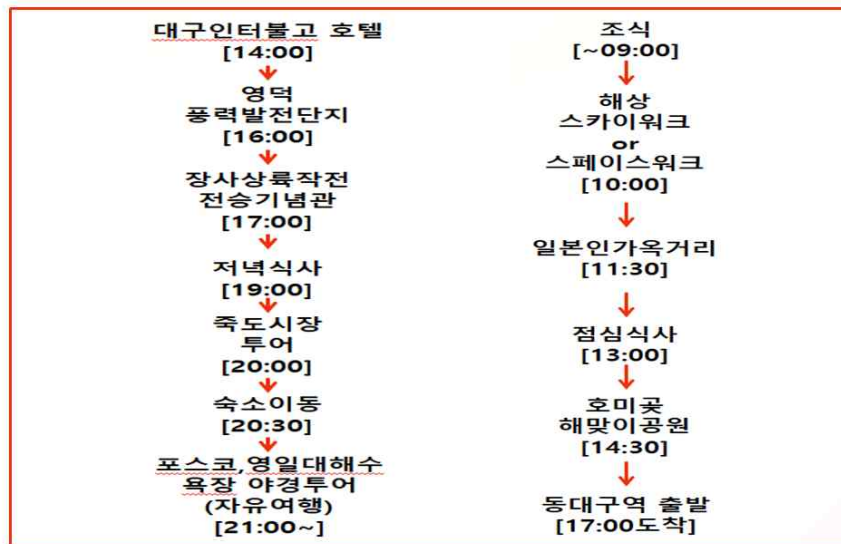 대구인터불고 호텔
[14:00]
영덕
풍력발전단지
[16:00]
장사상륙작전
전승기념관
[17:00]
저녁식사
[19:00]
죽도시장
투어
[20:00]
숙소이동
[20:30]
포스코,영일대해수
욕장 야경투어
(자유여행)
[21:00~]
조식
[~09:00]
해상
스카이워크
or
스페이스워크
[10:00]
일본인가옥거리
[11:30]
점심식사
[13:00]
호미곶
해맞이공원
[14:30]
동대구역 출발
[17:00도착]